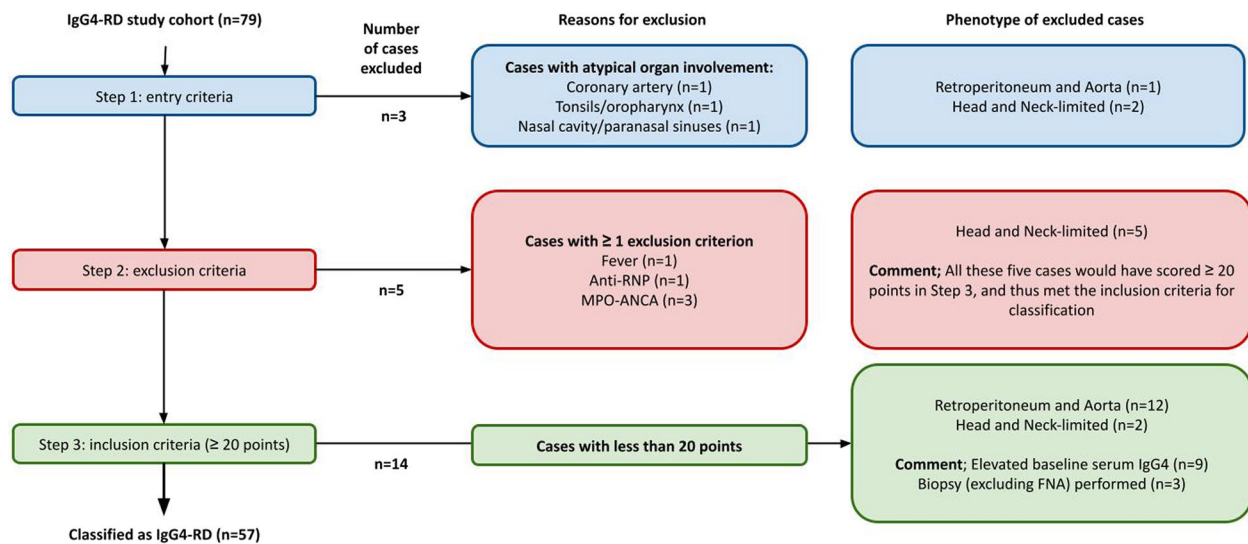 IgG4-RD study cohort (n=79)
Number
of cases
excluded
Reasons for exclusion
Phenotype of excluded cases
Step 1: entry criteria
n=3
Cases with atypical organ involvement:
Coronary artery (n=1)
Tonsils/oropharynx (n=1)
Nasal cavity/paranasal sinuses (n=1)
Retroperitoneum and Aorta (n=1)
Head and Neck-limited (n=2)
Step 2: exclusion criteria
n=5
Cases with ≥ 1 exclusion criterion
Fever (n=1)
Anti-RNP (n=1)
MPO-ANCA (n=3)
Head and Neck-limited (n=5)
Comment; All these five cases would have scored ≥ 20
points in Step 3, and thus met the inclusion criteria for
classification
Step 3: inclusion criteria (≥ 20 points)
n=14
Cases with less than 20 points
Retroperitoneum and Aorta (n=12)
Head and Neck-limited (n=2)
Comment; Elevated baseline serum IgG4 (n=9)
Biopsy (excluding FNA) performed (n=3)
Classified as IgG4-RD (n=57)